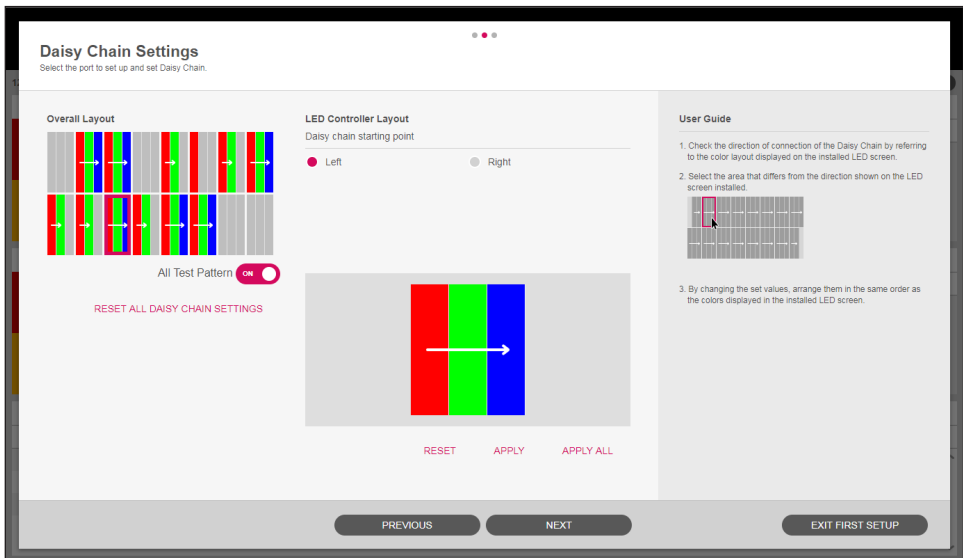 Daisy Chain Settings
Select the port to set up and set Daisy Chain.
Overall Layout
All Test Pattern ON
RESET ALL DAISY CHAIN SETTINGS
LED Controller Layout
Daisy chain starting point
Left Right
RESET APPLY APPLY ALL
User Guide
1. Check the direction of connection of the Daisy Chain by referring
to the color layout displayed on the installed LED screen.
2. Select the area that differs from the direction shown on the LED
screen installed.
3. By changing the set values, arrange them in the same order as
the colors displayed in the installed LED screen.
PREVIOUS NEXT EXIT FIRST SETUP